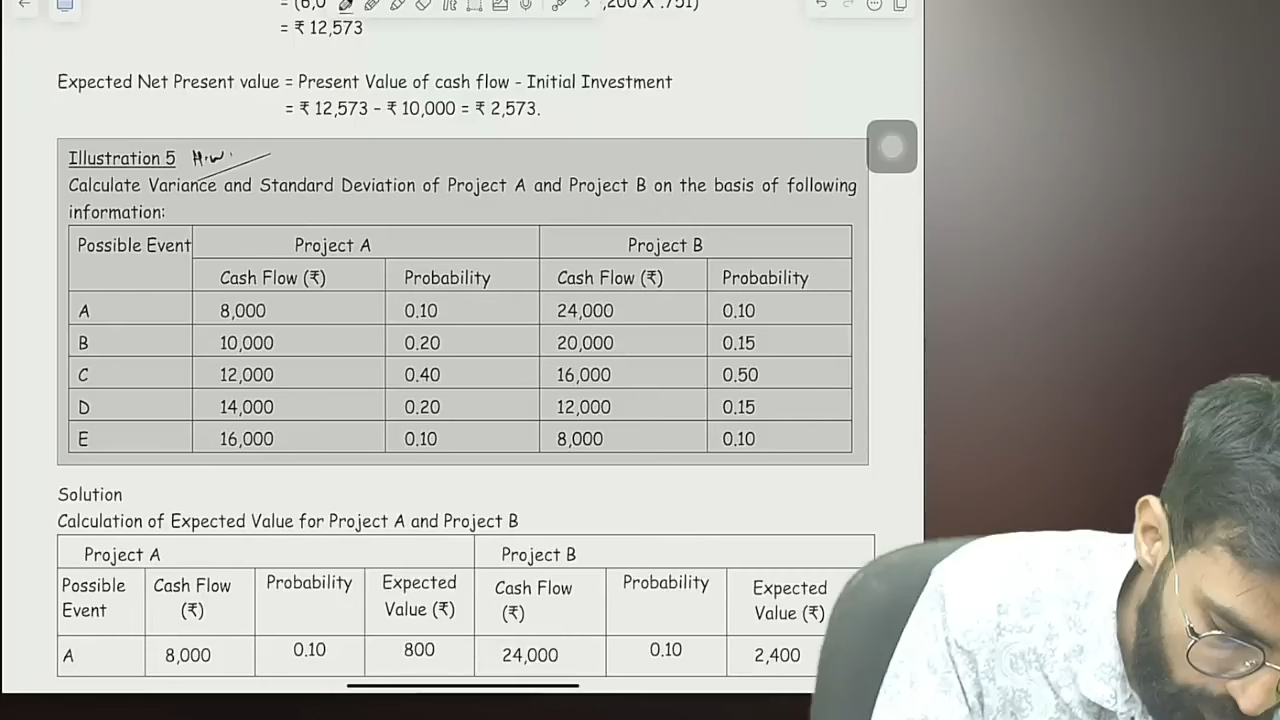 = (6,0 ,200 X .751)
= ₹ 12,573
Expected Net Present value = Present Value of cash flow - Initial Investment
= ₹ 12,573 – ₹ 10,000 = ₹ 2,573.
Illustration 5 H.w.
Calculate Variance and Standard Deviation of Project A and Project B on the basis of following
information:
Possible Event Project A Project B
Cash Flow (₹) Probability Cash Flow (₹) Probability
A 8,000 0.10 24,000 0.10
B 10,000 0.20 20,000 0.15
C 12,000 0.40 16,000 0.50
D 14,000 0.20 12,000 0.15
E 16,000 0.10 8,000 0.10
Solution
Calculation of Expected Value for Project A and Project B
Project A Project B
Possible Cash Flow Probability Expected Cash Flow Probability Expected
Event (₹) Value (₹) (₹) Value (₹)
A 8,000 0.10 800 24,000 0.10 2,400